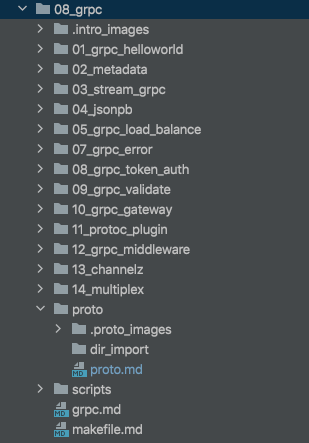 08_grpc
.intro_images
01_grpc_helloworld
02_metadata
03_stream_grpc
04_jsonpb
05_grpc_load_balance
07_grpc_error
08_grpc_token_auth
09_grpc_validate
10_grpc_gateway
11_protoc_plugin
12_grpc_middleware
13_channelz
14_multiplex
proto
.proto_images
dir_import
MD proto.md
scripts
MD grpc.md
MD makefile.md